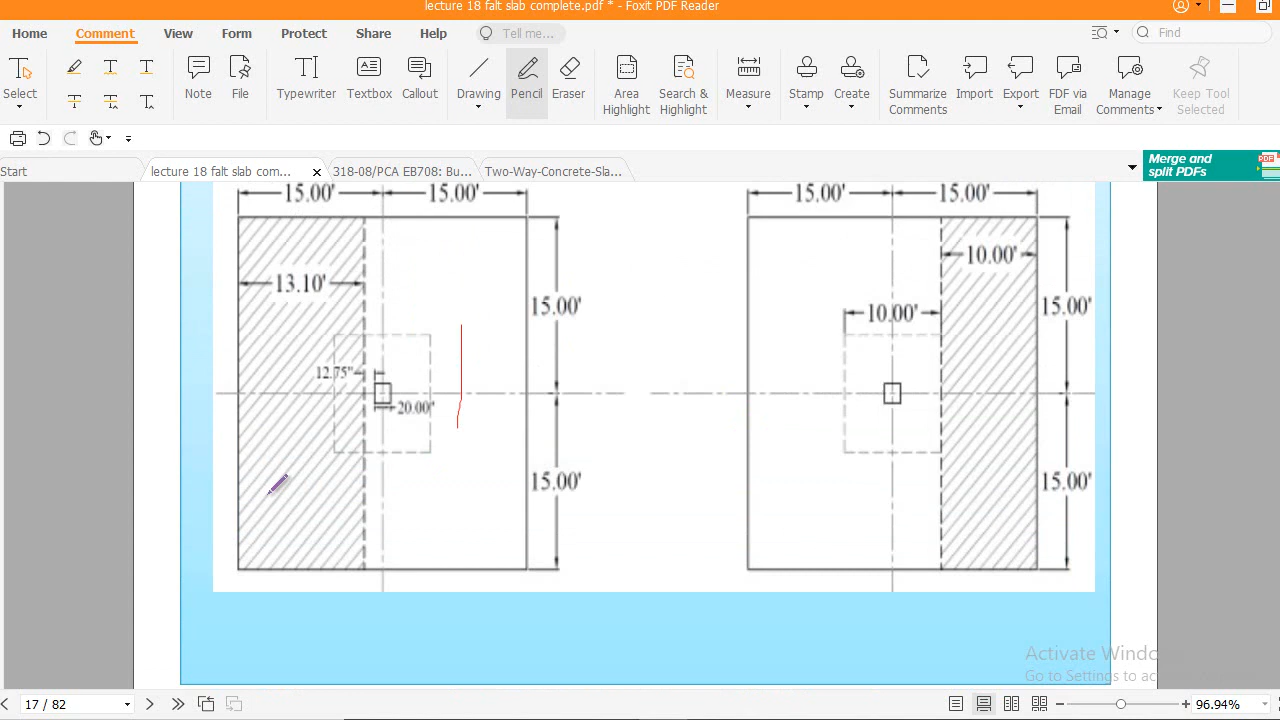 lecture 18 falt slab complete.pdf * - Foxit PDF Reader
Home Comment View Form Protect Share Help Tell me... Find
Select Note File Typewriter Textbox Callout Drawing Pencil Eraser Area Highlight Search & Highlight Measure Stamp Create Summarize Comments Import Export FDF via Email Manage Comments Keep Tool Selected
Start lecture 18 falt slab com... 318-08/PCA EB708: Bu... Two-Way-Concrete-Sla... Merge and split PDFs PDF
15.00' 15.00' 15.00' 15.00'
13.10' 10.00'
15.00' 10.00' 15.00'
12.75"
20.00"
15.00' 15.00'
Activate Windo
Go to Settings to ac
17 / 82 96.94%